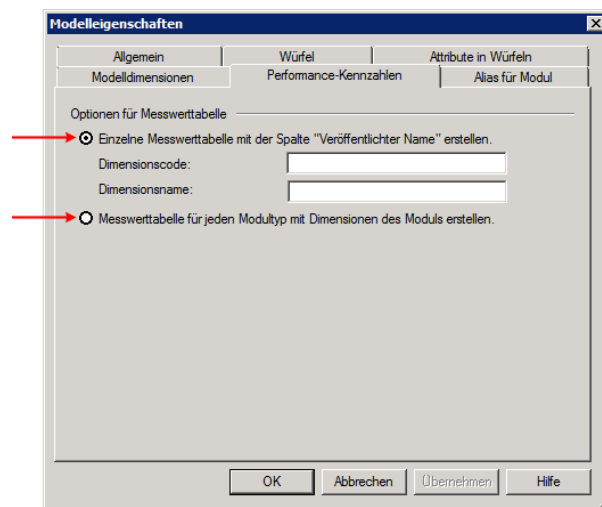 Modelleigenschaften
Allgemein
Würfel
Attribute in Würfeln
Modelldimensionen
Performance-Kennzahlen
Alias für Modul
Optionen für Messwerttabelle
Einzelne Messwerttabelle mit der Spalte "Veröffentlichter Name" erstellen.
Dimensionscode:
Dimensionsname:
Messwerttabelle für jeden Modultyp mit Dimensionen des Moduls erstellen.
OK
Abbrechen
Übernehmen
Hilfe